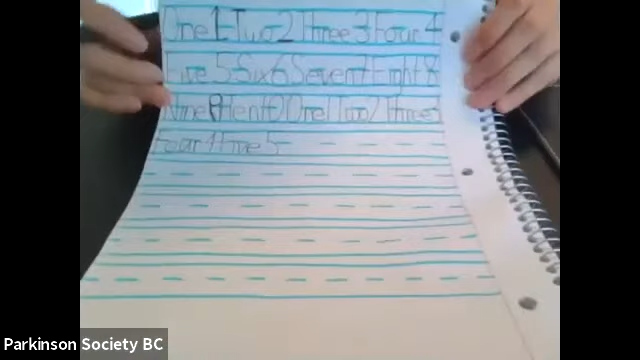 One 1 Two 2 Three 3 Four 4
Five 5 Six 6 Seven 7 Eight 8
Nine 9 Ten 10 One 1 Two 2 Three 3
Four 4 Five 5
Parkinson Society BC